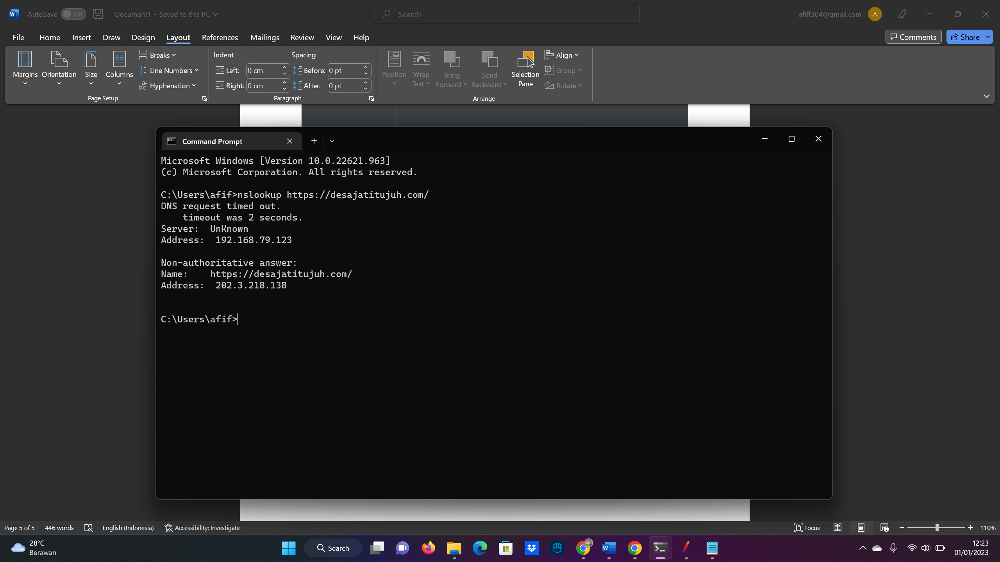 AutoSave Off Document1 • Saved to this PC Search afiff304@gmail.com A
File Home Insert Draw Design Layout References Mailings Review View Help Comments Share
Margins Orientation Size Columns Breaks Line Numbers Hyphenation
Page Setup
Indent Spacing
Left: 0 cm Before: 0 pt
Right: 0 cm After: 0 pt
Paragraph
Position Wrap Text Bring Forward Send Backward Selection Pane Align Group Rotate
Arrange
Command Prompt
Microsoft Windows [Version 10.0.22621.963]
(c) Microsoft Corporation. All rights reserved.
C:\Users\afif>nslookup https://desajatitujuh.com/
DNS request timed out.
timeout was 2 seconds.
Server: UnKnown
Address: 192.168.79.123
Non-authoritative answer:
Name: https://desajatitujuh.com/
Address: 202.3.218.138
C:\Users\afif>
Page 5 of 5 446 words English (Indonesia) Accessibility: Investigate Focus 110%
28°C
Berawan
Search
12:23
01/01/2023